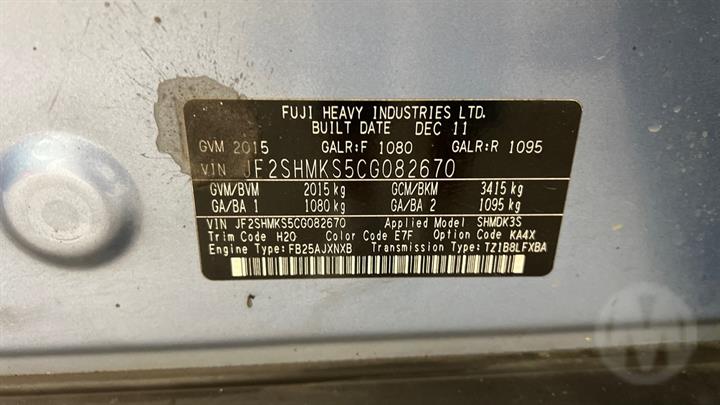 FUJI HEAVY INDUSTRIES LTD.
BUILT DATE DEC 11
GVM 2015 GALR:F 1080 GALR:R 1095
VIN JF2SHMKS5CG082670
GVM/BVM 2015 kg GCM/BKM 3415 kg
GA/BA 1 1080 kg GA/BA 2 1095 kg
VIN JF2SHMKS5CG082670 Applied Model SHMDK3S
Trim Code H20 Color Code E7F Option Code KA4X
Engine Type:FB25AJXNXB Transmission Type:TZ1B8LFXBA
M